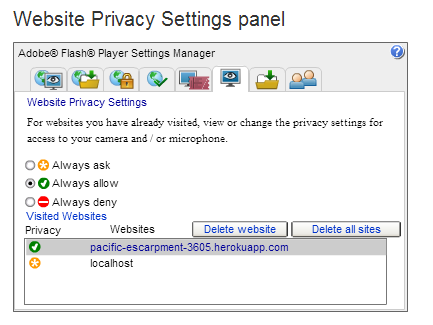 Website Privacy Settings panel
Adobe® Flash® Player Settings Manager
?
Website Privacy Settings
For websites you have already visited, view or change the privacy settings for
access to your camera and / or microphone.
Always ask
Always allow
Always deny
Visited Websites
Privacy Websites Delete website Delete all sites
pacific-escarpment-3605.herokuapp.com
localhost